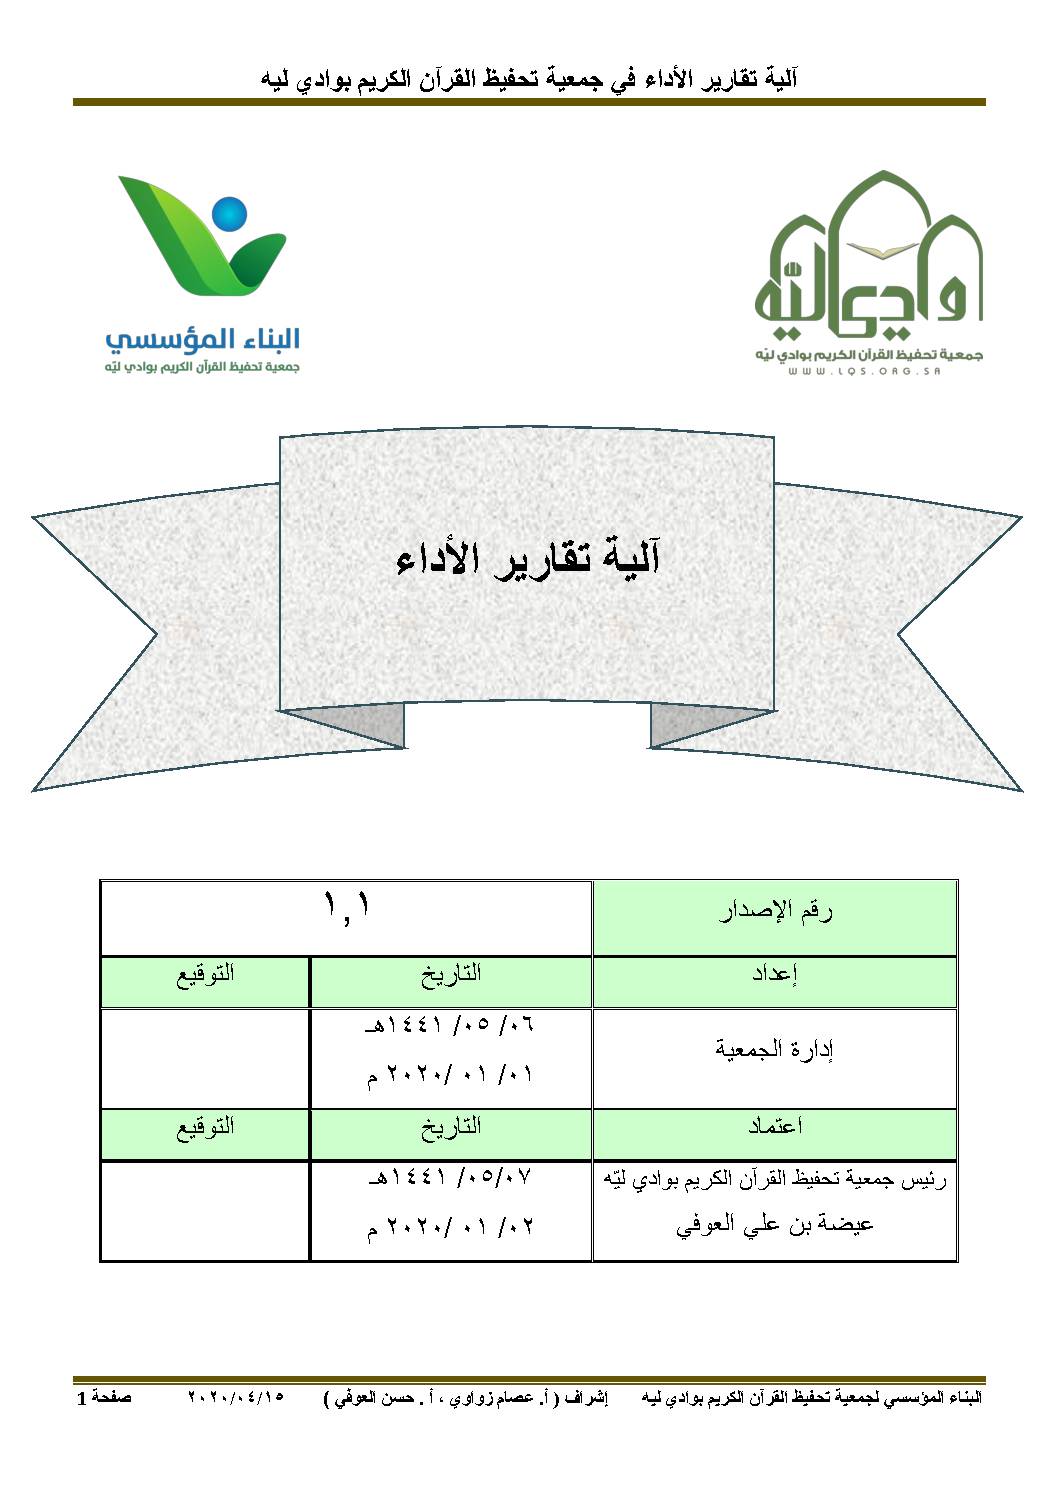 آلية تقارير الأداء في جمعية تحفيظ القرآن الكريم بوادي ليه
وادي ليّه
جمعية تحفيظ القرآن الكريم بوادي ليّه
WWW.LQS.ORG.SA
البناء المؤسسي
جمعية تحفيظ القرآن الكريم بوادي ليّه
آلية تقارير الأداء
رقم الإصدار ١,١
إعداد التاريخ التوقيع
إدارة الجمعية
٠٦/ ٠٥/ ١٤٤١هـ
٠١/ ٠١ /٢٠٢٠ م
اعتماد التاريخ التوقيع
رئيس جمعية تحفيظ القرآن الكريم بوادي ليّه
عيضة بن علي العوفي
٠٧/٠٥/ ١٤٤١هـ
٠٢/ ٠١ /٢٠٢٠ م
البناء المؤسسي لجمعية تحفيظ القرآن الكريم بوادي ليه إشراف ( أ. عصام زواوي ، أ . حسن العوفي ) ٢٠٢٠/٠٤/١٥ صفحة 1